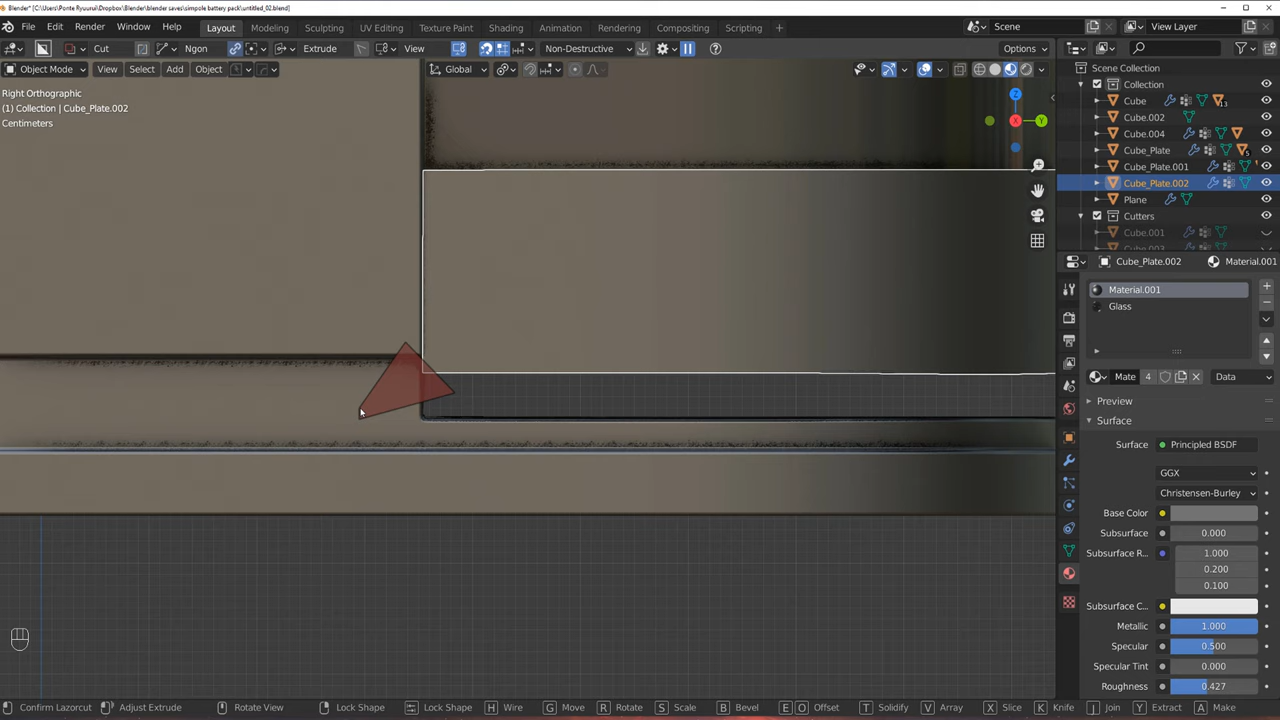 Blender* [C:\Users\Ponte Ryuurui\Dropbox\Blender\blender saves\simpole battery pack\untitled_02.blend]
File Edit Render Window Help Layout Modeling Sculpting UV Editing Texture Paint Shading Animation Rendering Compositing Scripting Scene View Layer
Cut Ngon Extrude View Non-Destructive Options
Object Mode View Select Add Object Global
Right Orthographic
(1) Collection | Cube_Plate.002
Centimeters
Z
X
Y
Scene Collection
Collection
Cube 13
Cube.002
Cube.004
Cube_Plate 5
Cube_Plate.001
Cube_Plate.002
Plane
Cutters
Cube.001
Cube_Plate.002 Material.001
Material.001
Glass
Mate 4 Data
Preview
Surface
Surface Principled BSDF
GGX
Christensen-Burley
Base Color
Subsurface 0.000
Subsurface R... 1.000
0.200
0.100
Subsurface C...
Metallic 1.000
Specular 0.500
Specular Tint 0.000
Roughness 0.427
Confirm Lazorcut Adjust Extrude Rotate View Lock Shape Lock Shape H Wire G Move R Rotate S Scale B Bevel E O Offset T Solidify V Array X Slice K Knife J Join Y Extract A Make